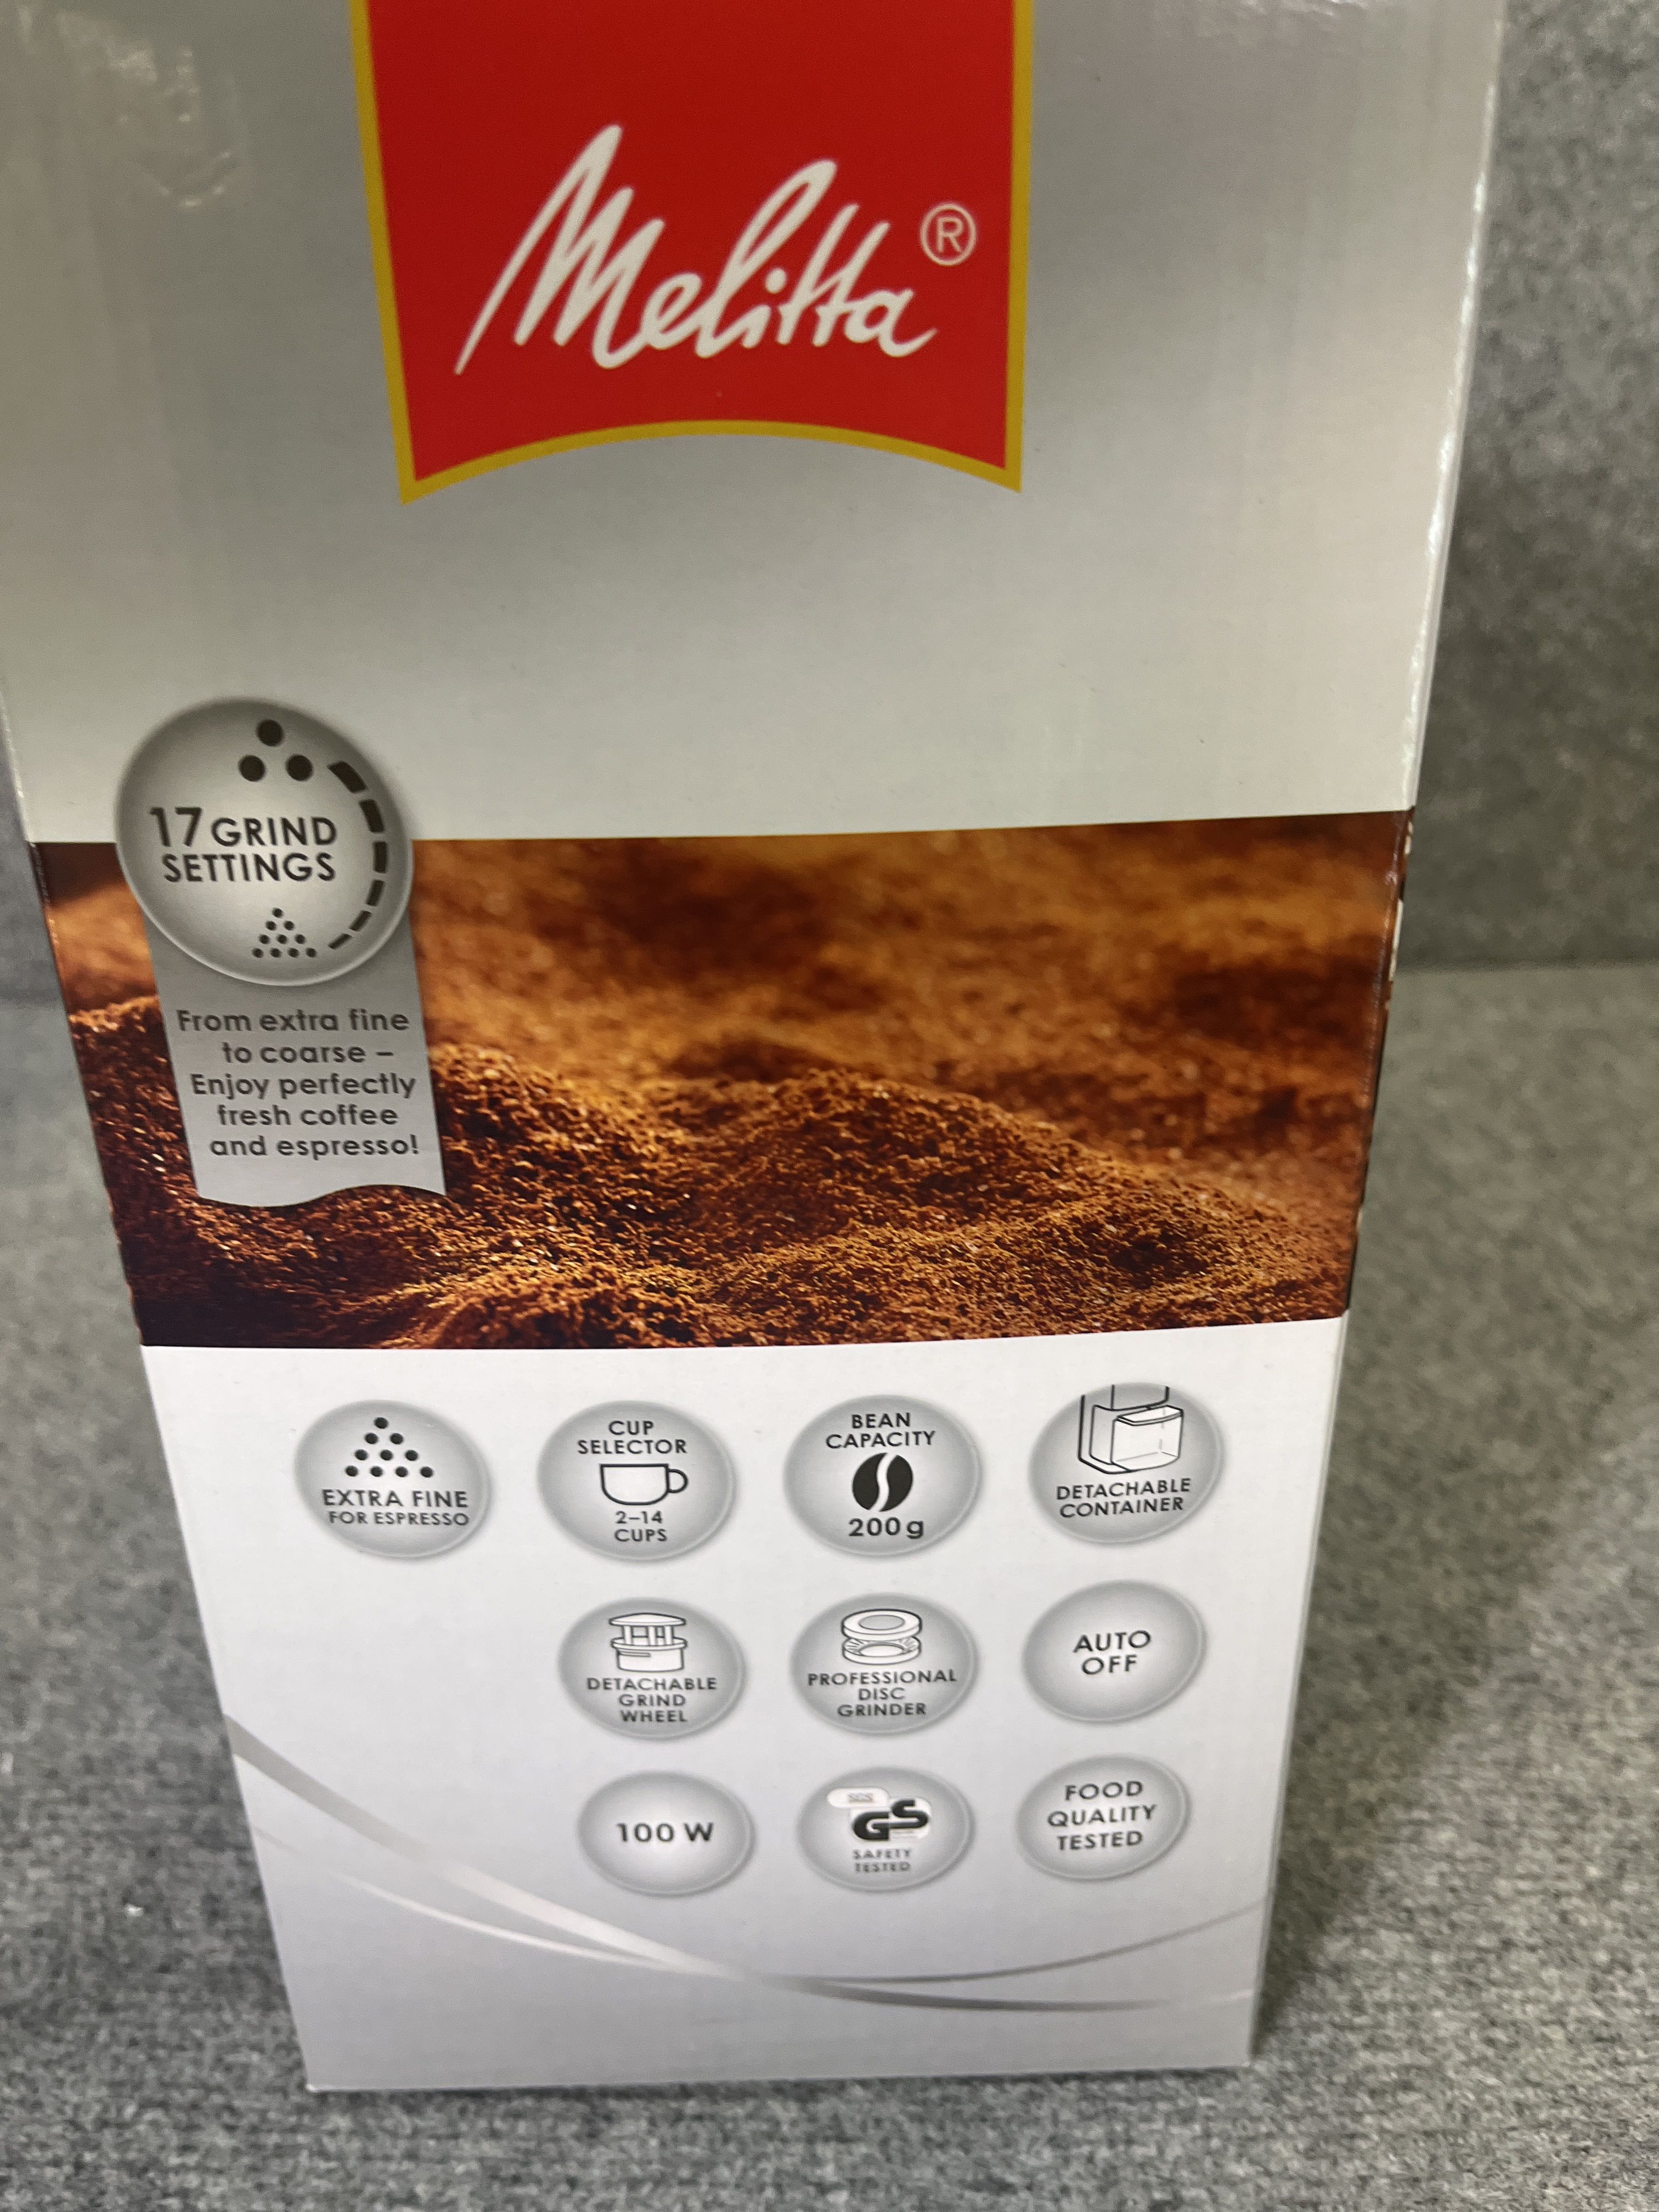 Melitta®
17 GRIND
SETTINGS
From extra fine
to coarse –
Enjoy perfectly
fresh coffee
and espresso!
EXTRA FINE
FOR ESPRESSO
CUP
SELECTOR
2–14
CUPS
BEAN
CAPACITY
200 g
DETACHABLE
CONTAINER
DETACHABLE
GRIND
WHEEL
PROFESSIONAL
DISC
GRINDER
AUTO
OFF
100 W
SGS
GS
SAFETY
TESTED
FOOD
QUALITY
TESTED